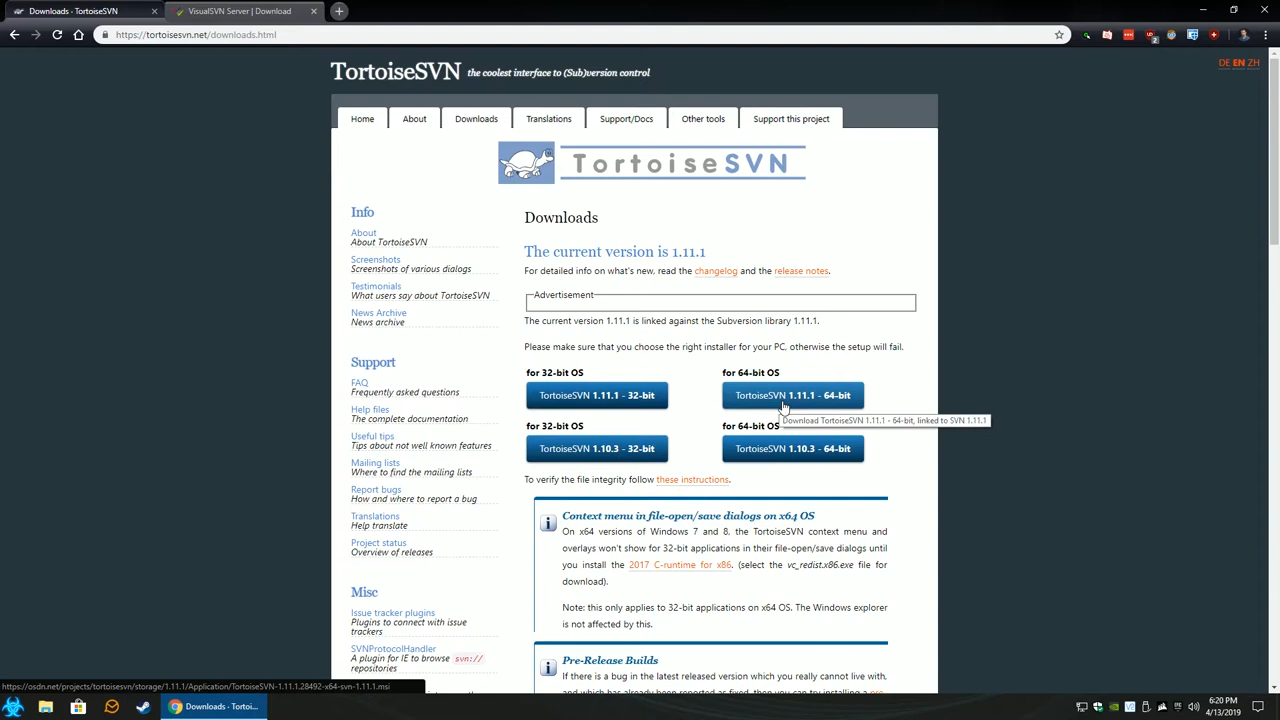 Downloads · TortoiseSVN
VisualSVN Server | Download
https://tortoisesvn.net/downloads.html
2
TortoiseSVN the coolest interface to (Sub)version control
DE EN ZH
Home
About
Downloads
Translations
Support/Docs
Other tools
Support this project
TortoiseSVN
Info
About
About TortoiseSVN
Screenshots
Screenshots of various dialogs
Testimonials
What users say about TortoiseSVN
News Archive
News archive
Support
FAQ
Frequently asked questions
Help files
The complete documentation
Useful tips
Tips about not well known features
Mailing lists
Where to find the mailing lists
Report bugs
How and where to report a bug
Translations
Help translate
Project status
Overview of releases
Misc
Issue tracker plugins
Plugins to connect with issue
trackers
SVNProtocolHandler
A plugin for IE to browse svn://
repositories
Downloads
The current version is 1.11.1
For detailed info on what's new, read the changelog and the release notes.
Advertisement
The current version 1.11.1 is linked against the Subversion library 1.11.1.
Please make sure that you choose the right installer for your PC, otherwise the setup will fail.
for 32-bit OS
for 64-bit OS
TortoiseSVN 1.11.1 - 32-bit
TortoiseSVN 1.11.1 - 64-bit
Download TortoiseSVN 1.11.1 - 64-bit, linked to SVN 1.11.1
for 32-bit OS
for 64-bit OS
TortoiseSVN 1.10.3 - 32-bit
TortoiseSVN 1.10.3 - 64-bit
To verify the file integrity follow these instructions.
Context menu in file-open/save dialogs on x64 OS
On x64 versions of Windows 7 and 8, the TortoiseSVN context menu and
overlays won't show for 32-bit applications in their file-open/save dialogs until
you install the 2017 C-runtime for x86. (select the vc_redist.x86.exe file for
download).
Note: this only applies to 32-bit applications on x64 OS. The Windows explorer
is not affected by this.
Pre-Release Builds
If there is a bug in the latest released version which you really cannot live with,
and which has already been reported as fixed, then you can try installing a pre-
https://osdn.net/projects/tortoisesvn/storage/1.11.1/Application/TortoiseSVN-1.11.1.28492-x64-svn-1.11.1.msi
Downloads · Tortoi...
6:20 PM
4/13/2019